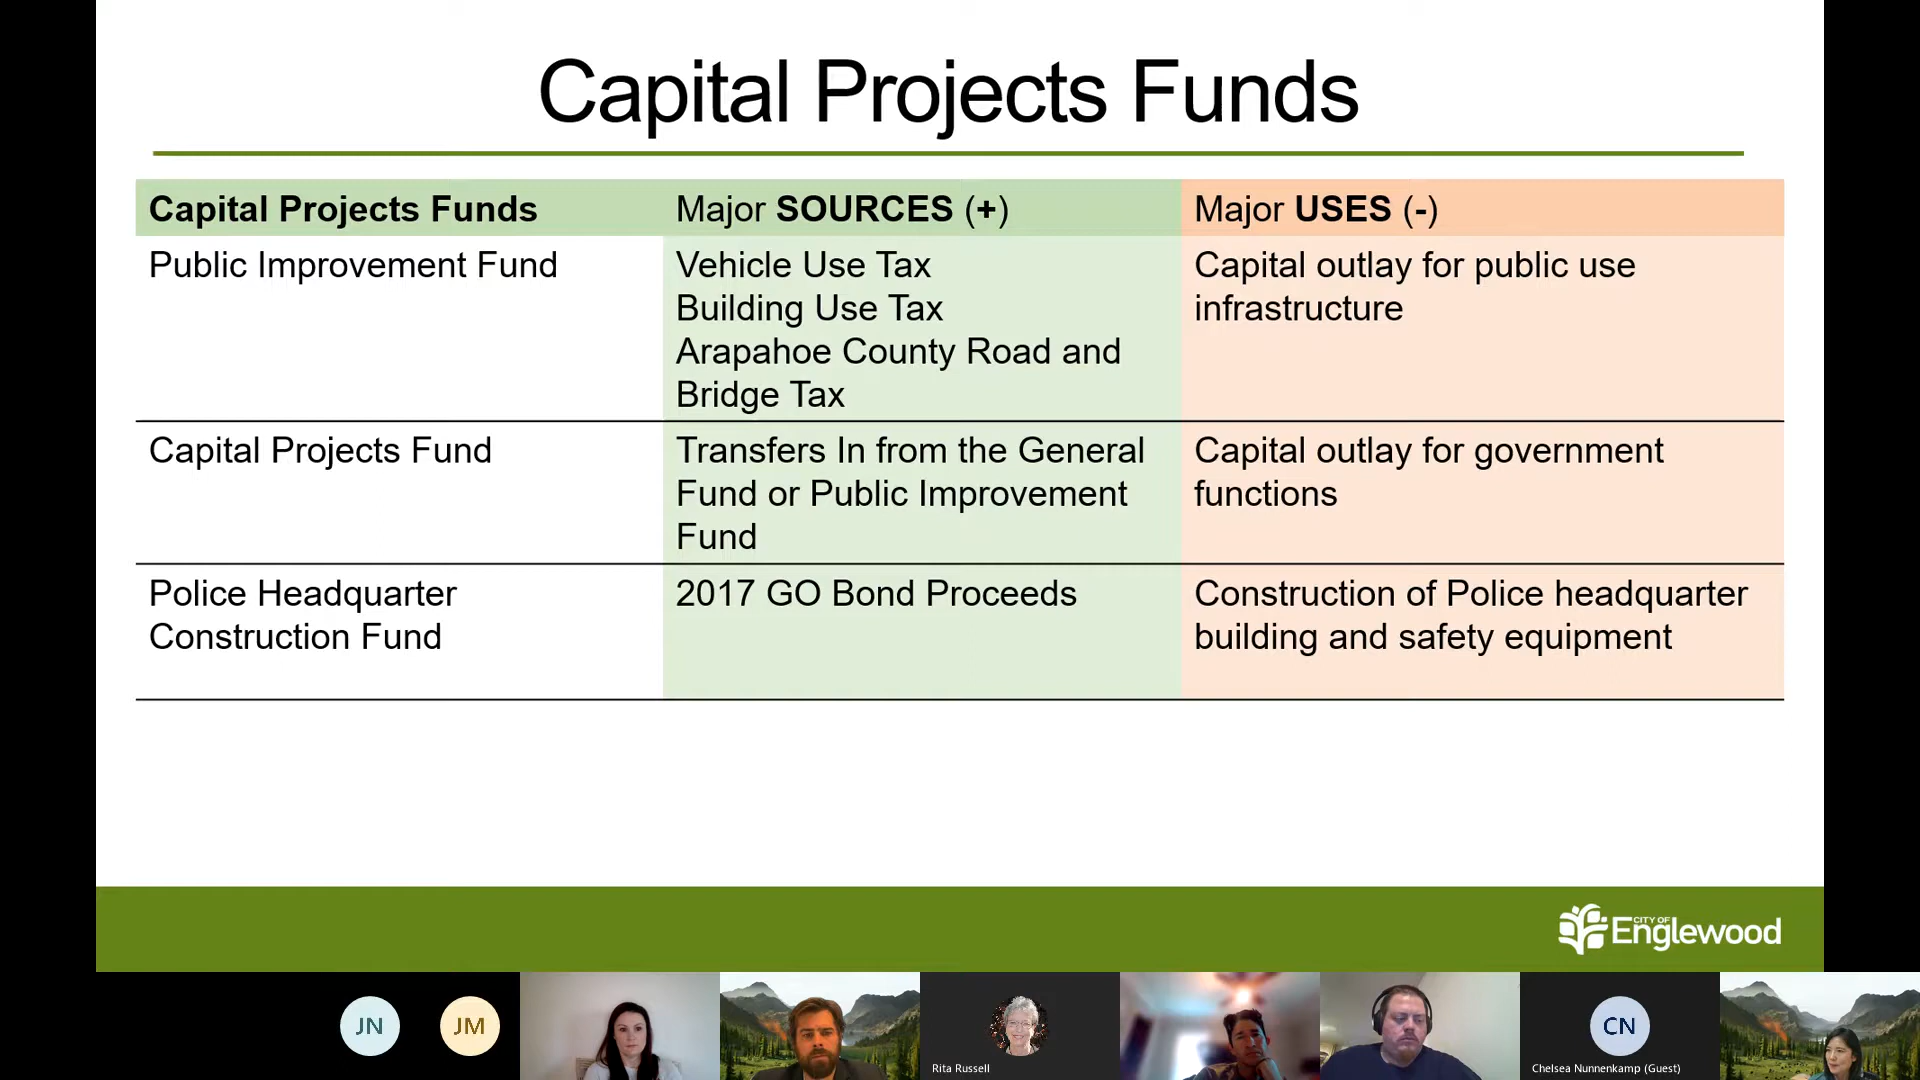 Capital Projects Funds
Capital Projects Funds
Major SOURCES (+)
Major USES (-)
Public Improvement Fund
Vehicle Use Tax
Building Use Tax
Arapahoe County Road and
Bridge Tax
Capital outlay for public use
infrastructure
Capital Projects Fund
Transfers In from the General
Fund or Public Improvement
Fund
Capital outlay for government
functions
Police Headquarter
Construction Fund
2017 GO Bond Proceeds
Construction of Police headquarter
building and safety equipment
CITY OF
Englewood
JN
JM
Rita Russell
CN
Chelsea Nunnenkamp (Guest)